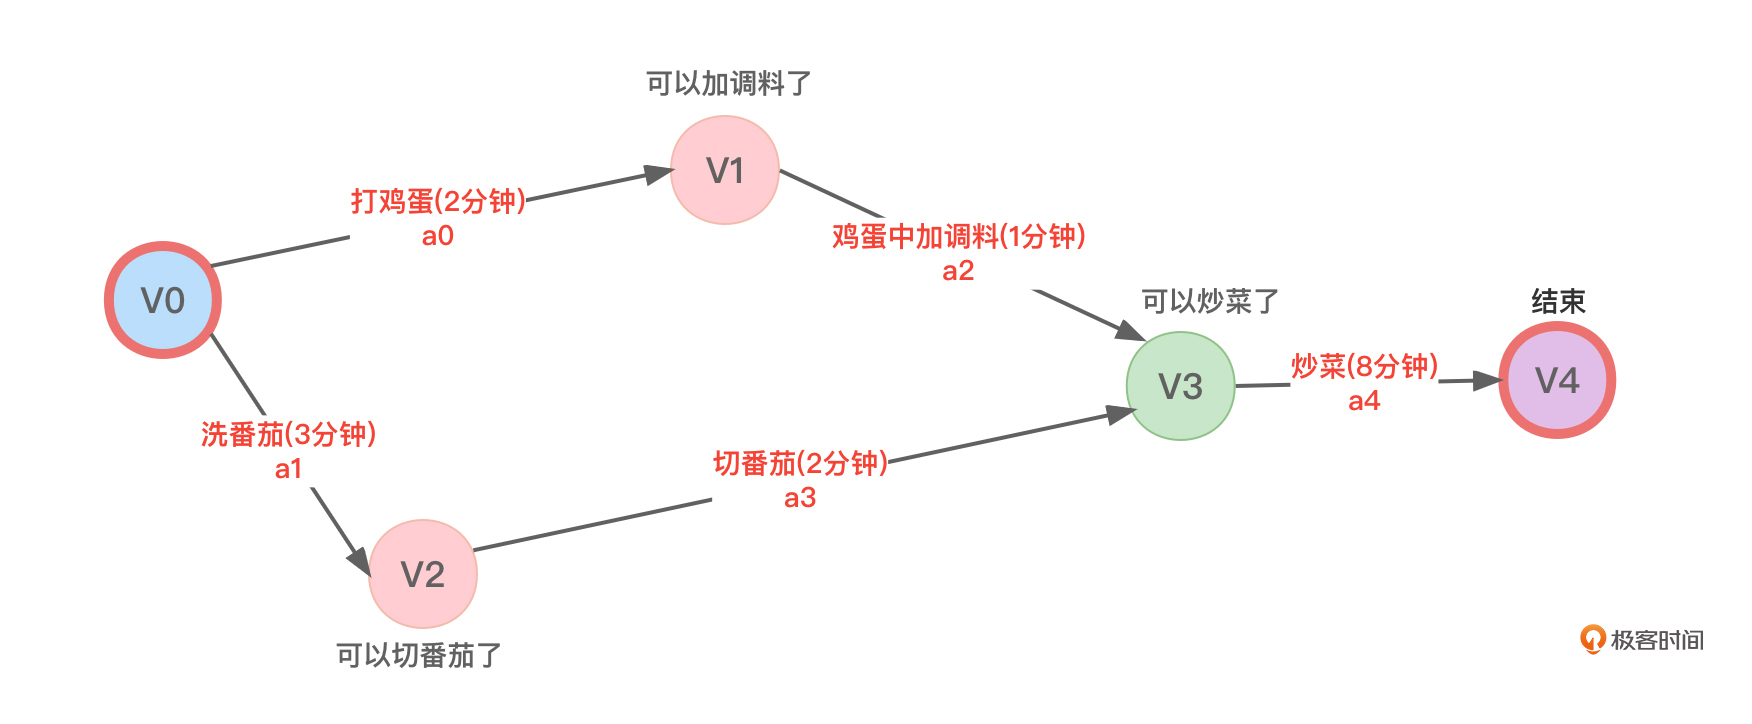 可以加调料了
V1
打鸡蛋(2分钟)
a0
鸡蛋中加调料(1分钟)
a2
V0
可以炒菜了
结束
V3
炒菜(8分钟)
a4
V4
洗番茄(3分钟)
a1
切番茄(2分钟)
a3
V2
可以切番茄了
极客时间